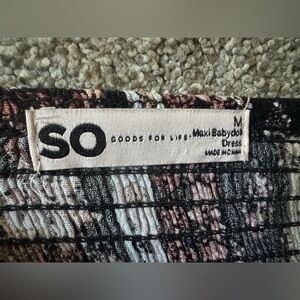 SO GOODS FOR LIFE
M
Maxi Babydoll
Dress
MADE IN CHINA